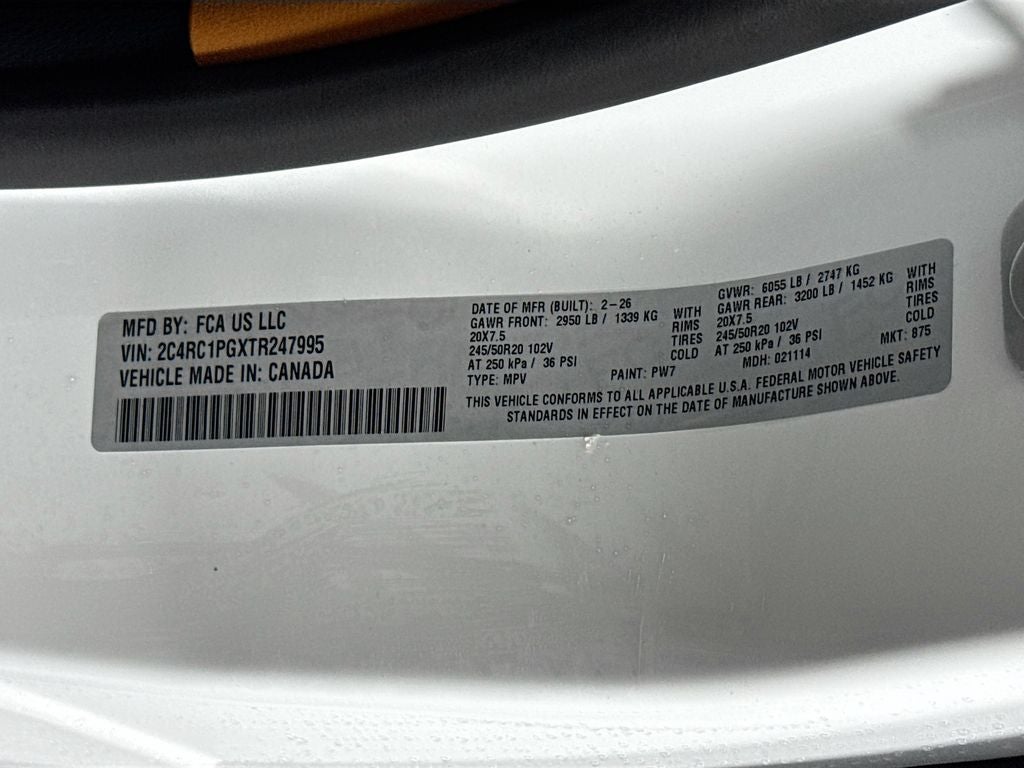 MFD BY: FCA US LLC
VIN: 2C4RC1PGXTR247995
VEHICLE MADE IN: CANADA
DATE OF MFR (BUILT): 2-26
GAWR FRONT: 2950 LB / 1339 KG WITH
20X7.5 RIMS
245/50R20 102V TIRES
AT 250 kPa / 36 PSI COLD
TYPE: MPV PAINT: PW7
GVWR: 6055 LB / 2747 KG
GAWR REAR: 3200 LB / 1452 KG WITH
20X7.5 RIMS
245/50R20 102V TIRES
AT 250 kPa / 36 PSI COLD
MDH: 021114 MKT: 875
THIS VEHICLE CONFORMS TO ALL APPLICABLE U.S.A. FEDERAL MOTOR VEHICLE SAFETY
STANDARDS IN EFFECT ON THE DATE OF MANUFACTURE SHOWN ABOVE.